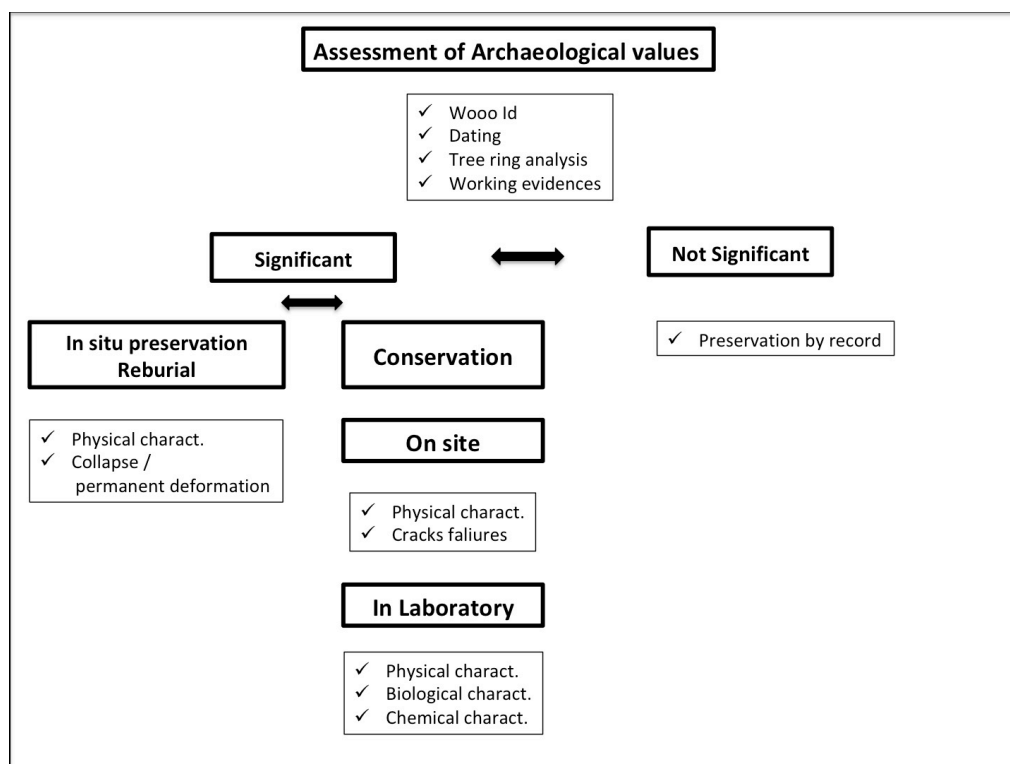 Assessment of Archaeological values
✓ Wooo Id
✓ Dating
✓ Tree ring analysis
✓ Working evidences
Significant
Not Significant
In situ preservation
Reburial
Conservation
✓ Preservation by record
✓ Physical charact.
✓ Collapse /
permanent deformation
On site
✓ Physical charact.
✓ Cracks faliures
In Laboratory
✓ Physical charact.
✓ Biological charact.
✓ Chemical charact.